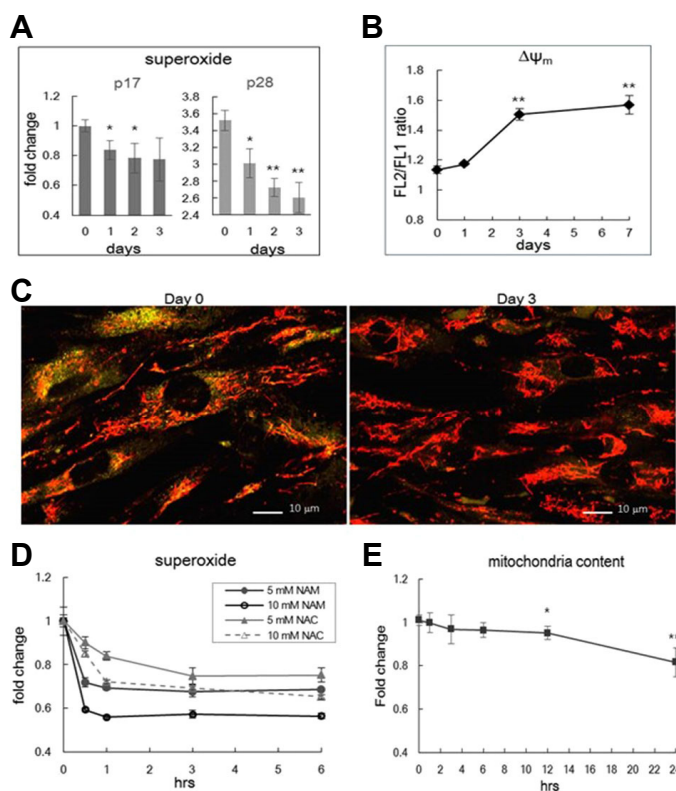 A
superoxide
p17
p28
fold change
1.2
1
0.8
0.6
0.4
* *
0 1 2 3
days
3.8
3.6
3.4
3.2
3.0
2.8
2.6
2.4
* ** **
0 1 2 3
days
B
ΔΨm
FL2/FL1 ratio
1.8
1.6
1.4
1.2
1
0.8
** **
0 1 2 3 4 5 6 7
days
C
Day 0
Day 3
10 μm
10 μm
D
superoxide
fold change
1.2
1
0.8
0.6
0.4
5 mM NAM
10 mM NAM
5 mM NAC
10 mM NAC
0 1 2 3 4 5 6
hrs
E
mitochondria content
Fold change
1.2
1
0.8
0.6
0.4
*
0 2 4 6 8 10 12 14 16 18 20 22
hrs